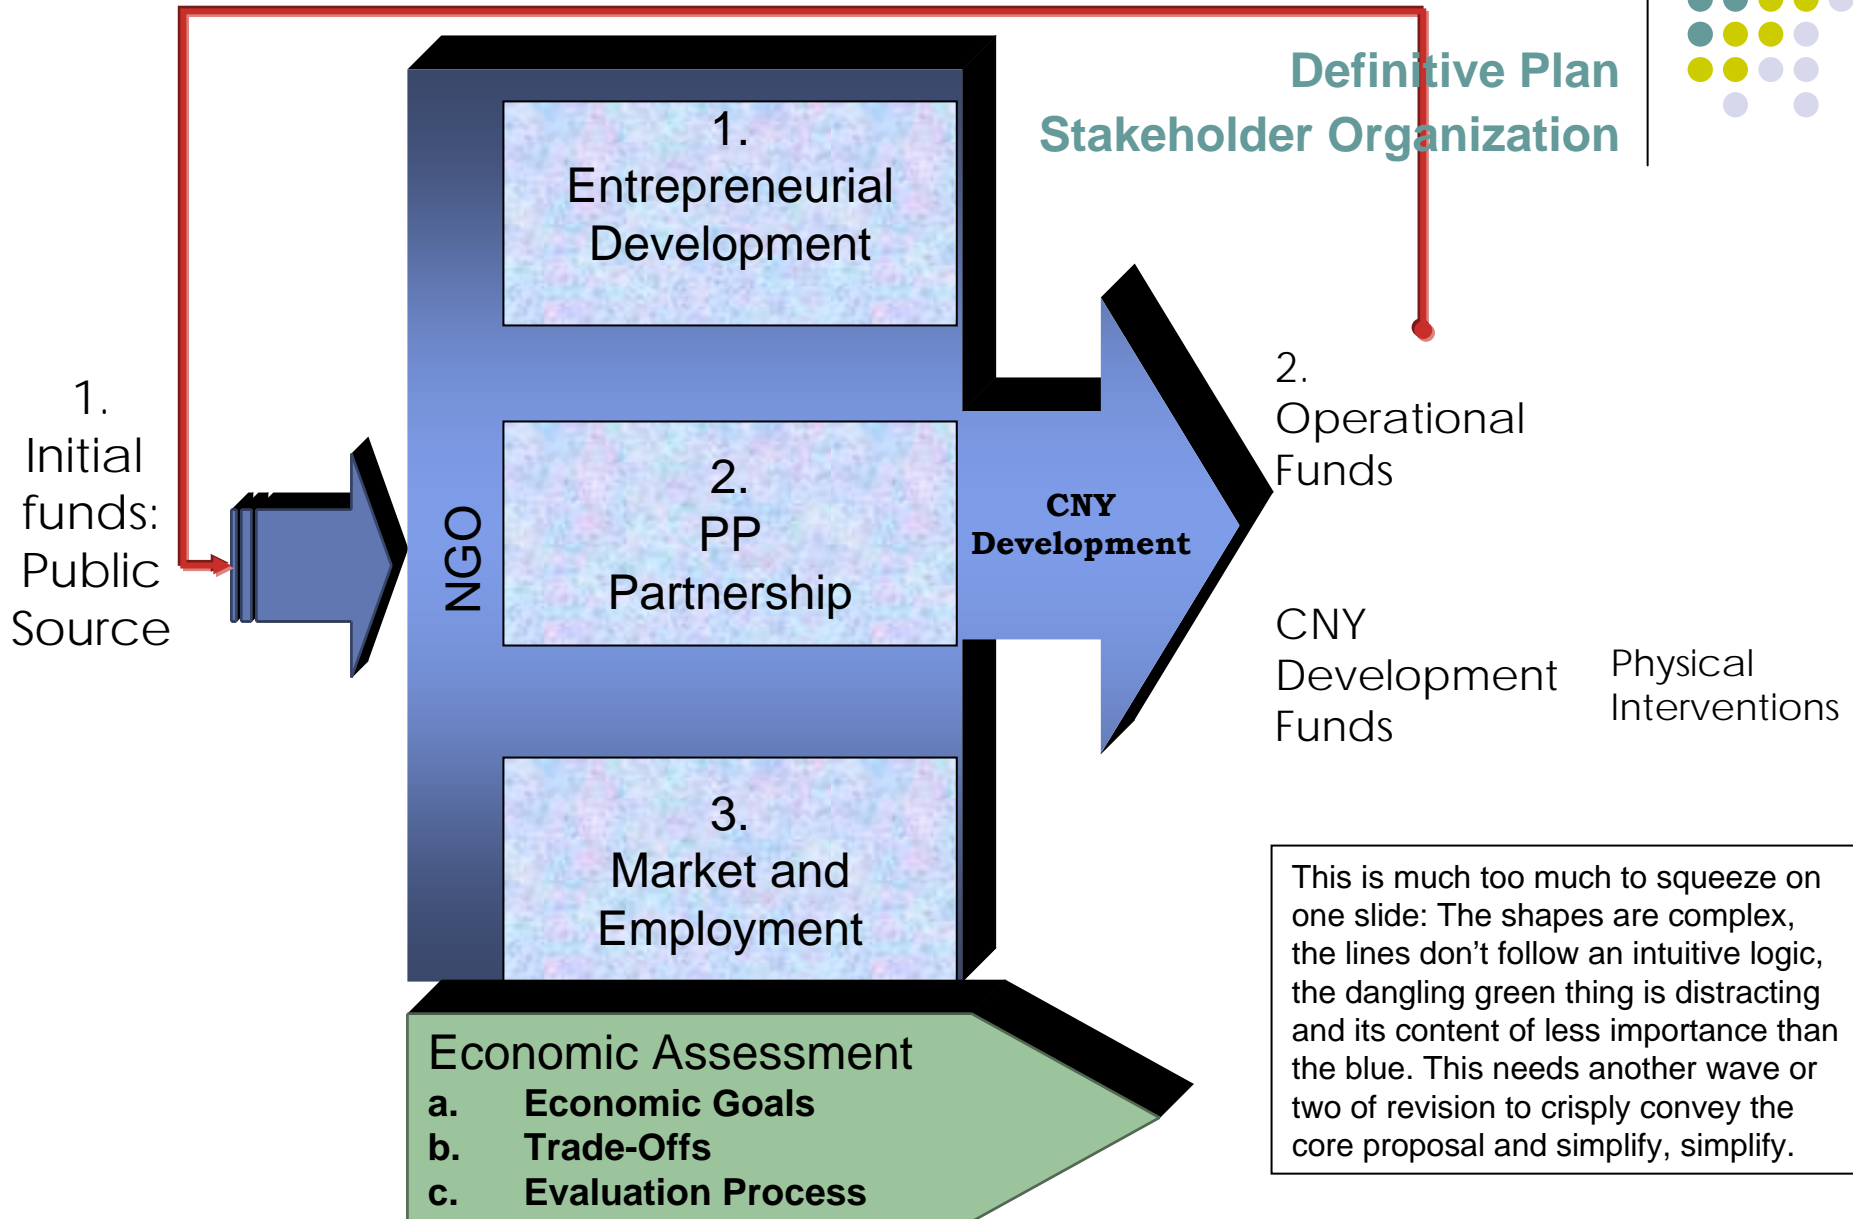 Definitive Plan
Stakeholder Organization
1.
Initial
funds:
Public
Source
NGO
1.
Entrepreneurial
Development
2.
PP
Partnership
3.
Market and
Employment
CNY
Development
2.
Operational
Funds
CNY
Development
Funds
Physical
Interventions
Economic Assessment
a. Economic Goals
b. Trade-Offs
c. Evaluation Process
This is much too much to squeeze on
one slide: The shapes are complex,
the lines don’t follow an intuitive logic,
the dangling green thing is distracting
and its content of less importance than
the blue. This needs another wave or
two of revision to crisply convey the
core proposal and simplify, simplify.